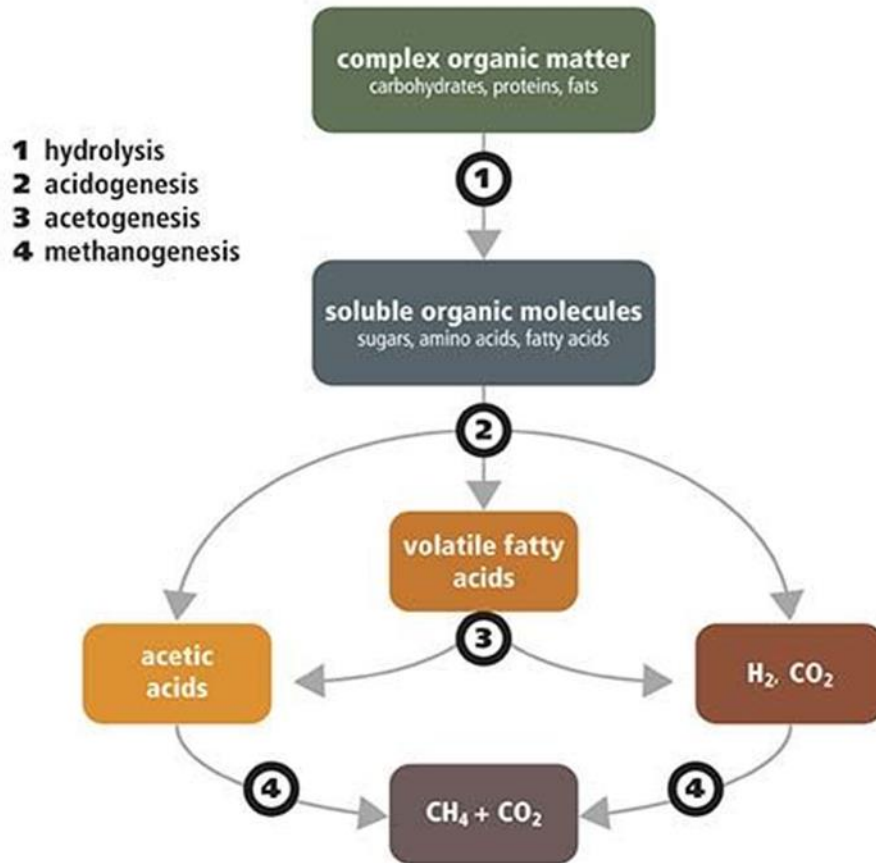 complex organic matter
carbohydrates, proteins, fats
1 hydrolysis
2 acidogenesis
3 acetogenesis
4 methanogenesis
1
soluble organic molecules
sugars, amino acids, fatty acids
2
volatile fatty
acids
3
acetic
acids
H₂, CO₂
4
4
CH₄ + CO₂